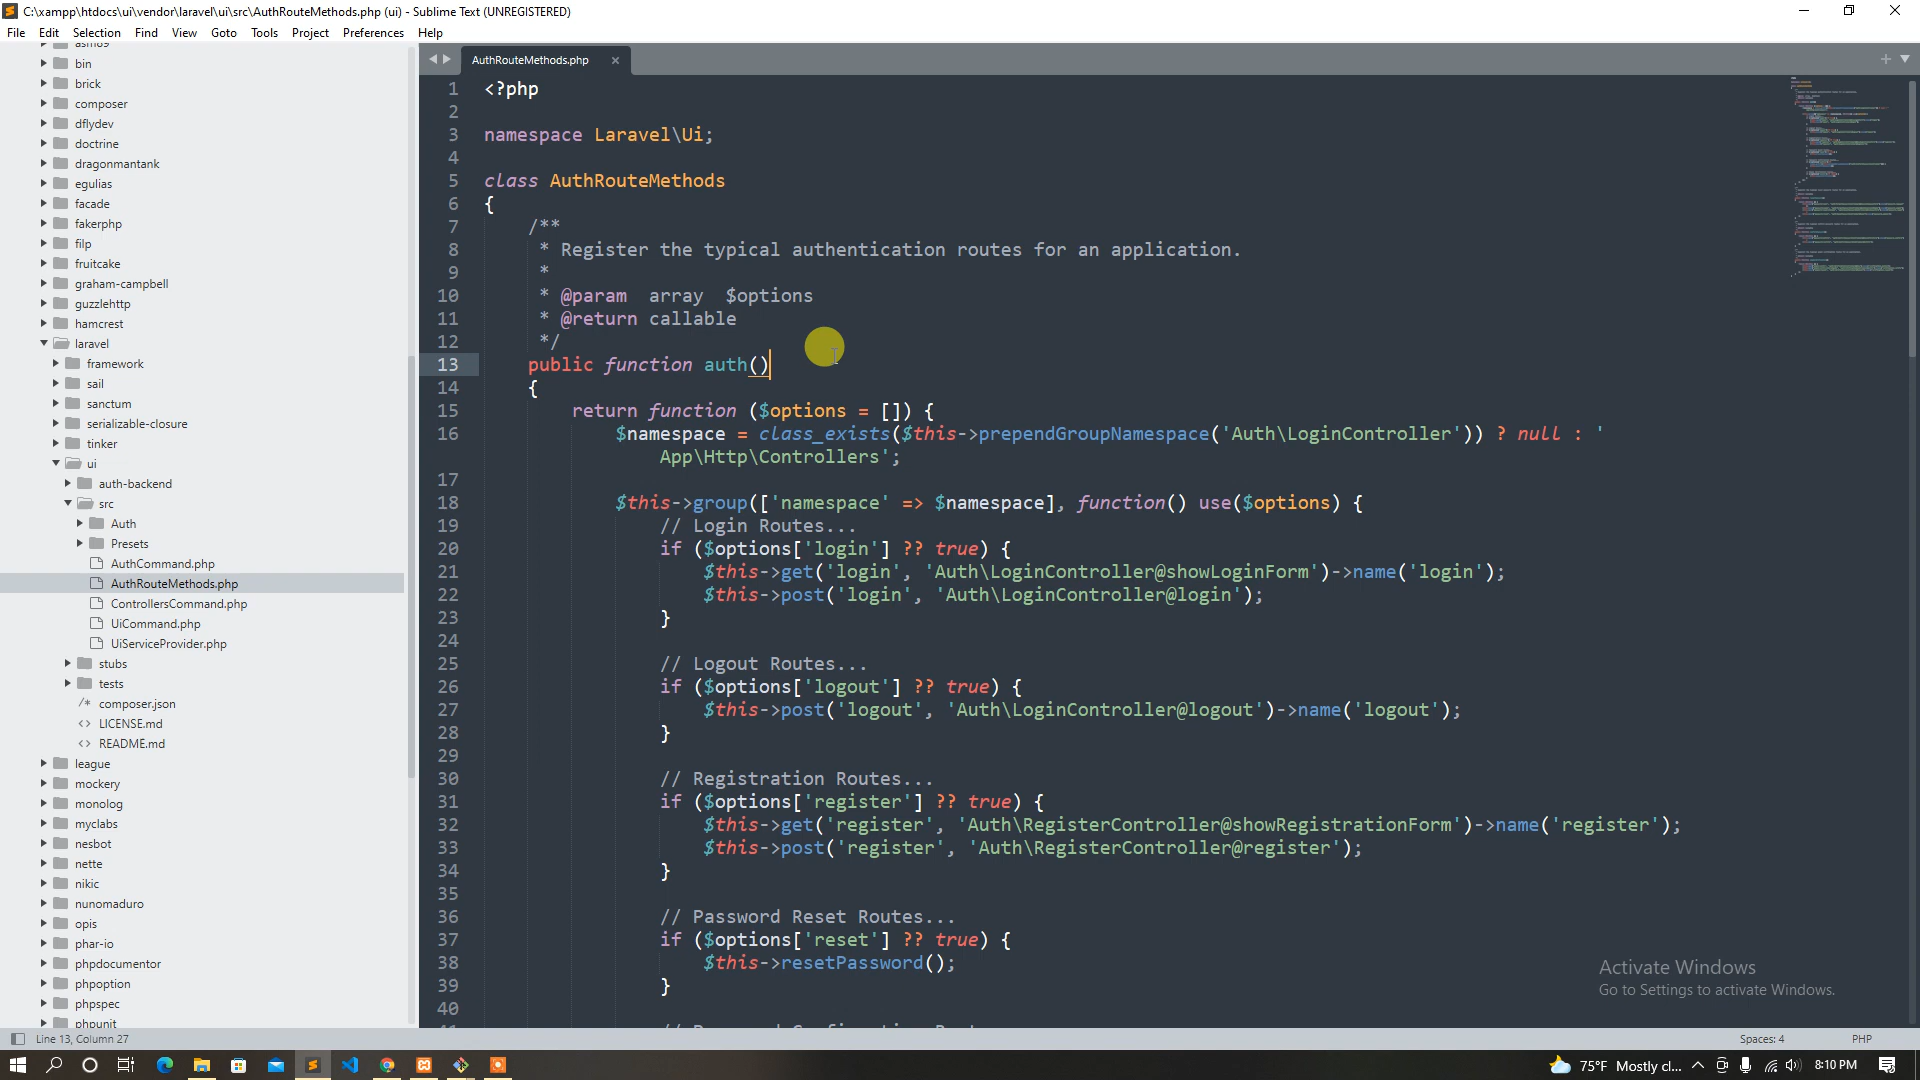 C:\xampp\htdocs\ui\vendor\laravel\ui\src\AuthRouteMethods.php (ui) - Sublime Text (UNREGISTERED)
File Edit Selection Find View Goto Tools Project Preferences Help
asm89
bin
brick
composer
dflydev
doctrine
dragonmantank
egulias
facade
fakerphp
filp
fruitcake
graham-campbell
guzzlehttp
hamcrest
laravel
framework
sail
sanctum
serializable-closure
tinker
ui
auth-backend
src
Auth
Presets
AuthCommand.php
AuthRouteMethods.php
ControllersCommand.php
UiCommand.php
UiServiceProvider.php
stubs
tests
/* composer.json
<> LICENSE.md
<> README.md
league
mockery
monolog
myclabs
nesbot
nette
nikic
nunomaduro
opis
phar-io
phpdocumentor
phpoption
phpspec
phpunit
AuthRouteMethods.php
1 <?php
2
3 namespace Laravel\Ui;
4
5 class AuthRouteMethods
6 {
7 /**
8 * Register the typical authentication routes for an application.
9 *
10 * @param  array  $options
11 * @return callable
12 */
13 public function auth()
14 {
15 return function ($options = []) {
16 $namespace = class_exists($this->prependGroupNamespace('Auth\LoginController')) ? null : '
App\Http\Controllers';
17
18 $this->group(['namespace' => $namespace], function() use($options) {
19 // Login Routes...
20 if ($options['login'] ?? true) {
21 $this->get('login', 'Auth\LoginController@showLoginForm')->name('login');
22 $this->post('login', 'Auth\LoginController@login');
23 }
24
25 // Logout Routes...
26 if ($options['logout'] ?? true) {
27 $this->post('logout', 'Auth\LoginController@logout')->name('logout');
28 }
29
30 // Registration Routes...
31 if ($options['register'] ?? true) {
32 $this->get('register', 'Auth\RegisterController@showRegistrationForm')->name('register');
33 $this->post('register', 'Auth\RegisterController@register');
34 }
35
36 // Password Reset Routes...
37 if ($options['reset'] ?? true) {
38 $this->resetPassword();
39 }
40
Activate Windows
Go to Settings to activate Windows.
Line 13, Column 27
Spaces: 4
PHP
75°F Mostly cl...
8:10 PM